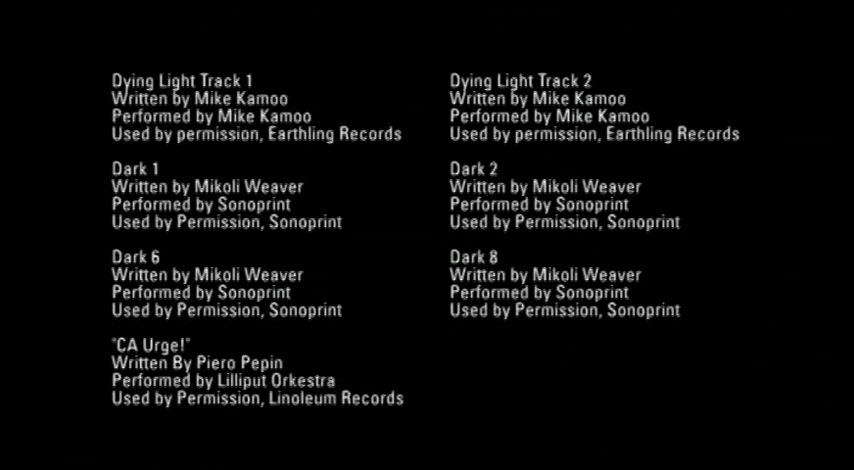 Dying Light Track 1
Written by Mike Kamoo
Performed by Mike Kamoo
Used by permission, Earthling Records
Dying Light Track 2
Written by Mike Kamoo
Performed by Mike Kamoo
Used by permission, Earthling Records
Dark 1
Written by Mikoli Weaver
Performed by Sonoprint
Used by Permission, Sonoprint
Dark 2
Written by Mikoli Weaver
Performed by Sonoprint
Used by Permission, Sonoprint
Dark 6
Written by Mikoli Weaver
Performed by Sonoprint
Used by Permission, Sonoprint
Dark 8
Written by Mikoli Weaver
Performed by Sonoprint
Used by Permission, Sonoprint
"CA Urge!"
Written By Piero Pepin
Performed by Lilliput Orkestra
Used by Permission, Linoleum Records